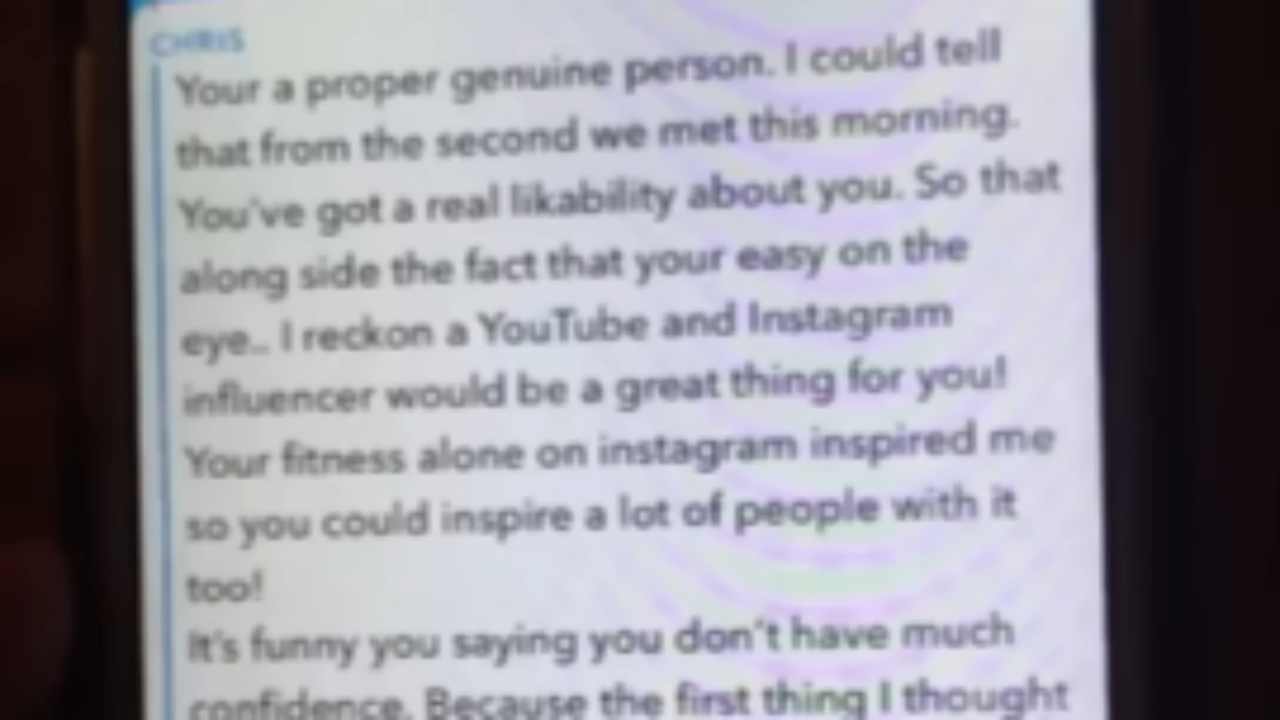 CHRIS
Your a proper genuine person. I could tell
that from the second we met this morning.
You've got a real likability about you. So that
along side the fact that your easy on the
eye.. I reckon a YouTube and Instagram
influencer would be a great thing for you!
Your fitness alone on instagram inspired me
so you could inspire a lot of people with it
too!
It's funny you saying you don't have much
confidence. Because the first thing I thought